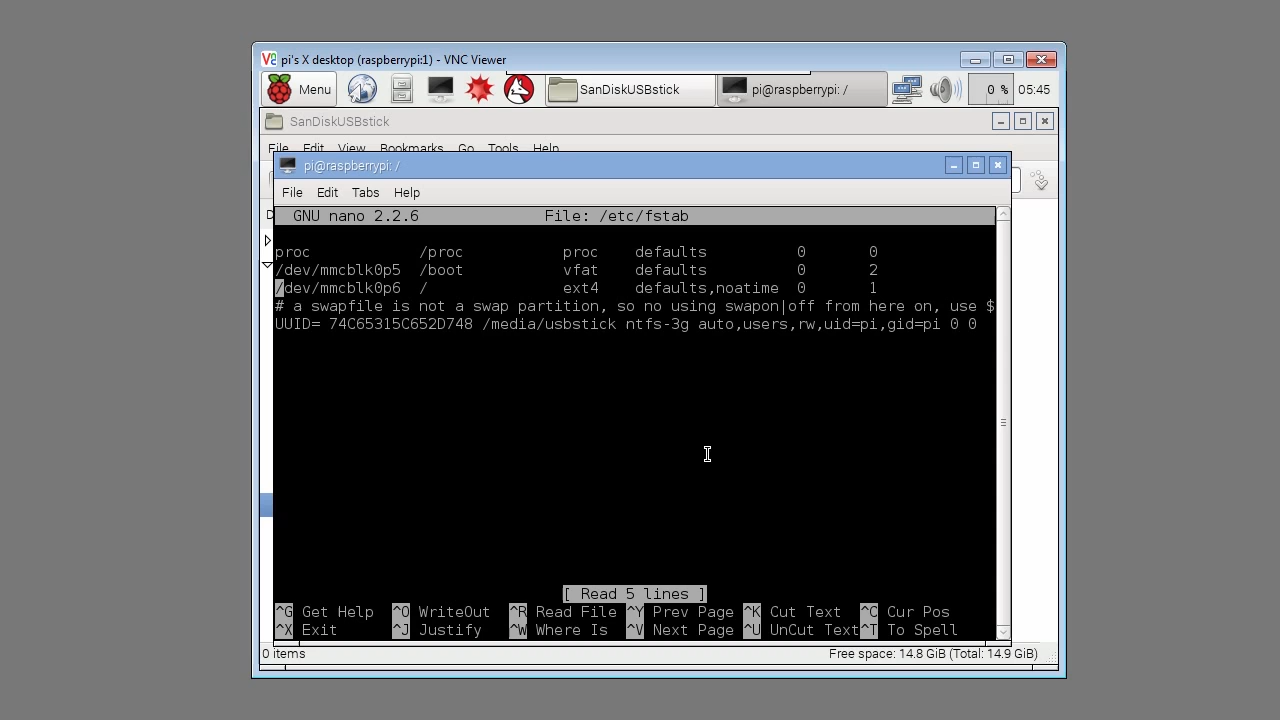 pi's X desktop (raspberrypi:1) - VNC Viewer
Menu SanDiskUSBstick pi@raspberrypi: / 0 % 05:45
SanDiskUSBstick
File Edit View Bookmarks Go Tools Help
pi@raspberrypi: /
File Edit Tabs Help
GNU nano 2.2.6 File: /etc/fstab
proc /proc proc defaults 0 0
/dev/mmcblk0p5 /boot vfat defaults 0 2
/dev/mmcblk0p6 / ext4 defaults,noatime 0 1
# a swapfile is not a swap partition, so no using swapon|off from here on, use $
UUID= 74C65315C652D748 /media/usbstick ntfs-3g auto,users,rw,uid=pi,gid=pi 0 0
[ Read 5 lines ]
^G Get Help ^O WriteOut ^R Read File ^Y Prev Page ^K Cut Text ^C Cur Pos
^X Exit ^J Justify ^W Where Is ^V Next Page ^U UnCut Text ^T To Spell
0 items Free space: 14.8 GiB (Total: 14.9 GiB)